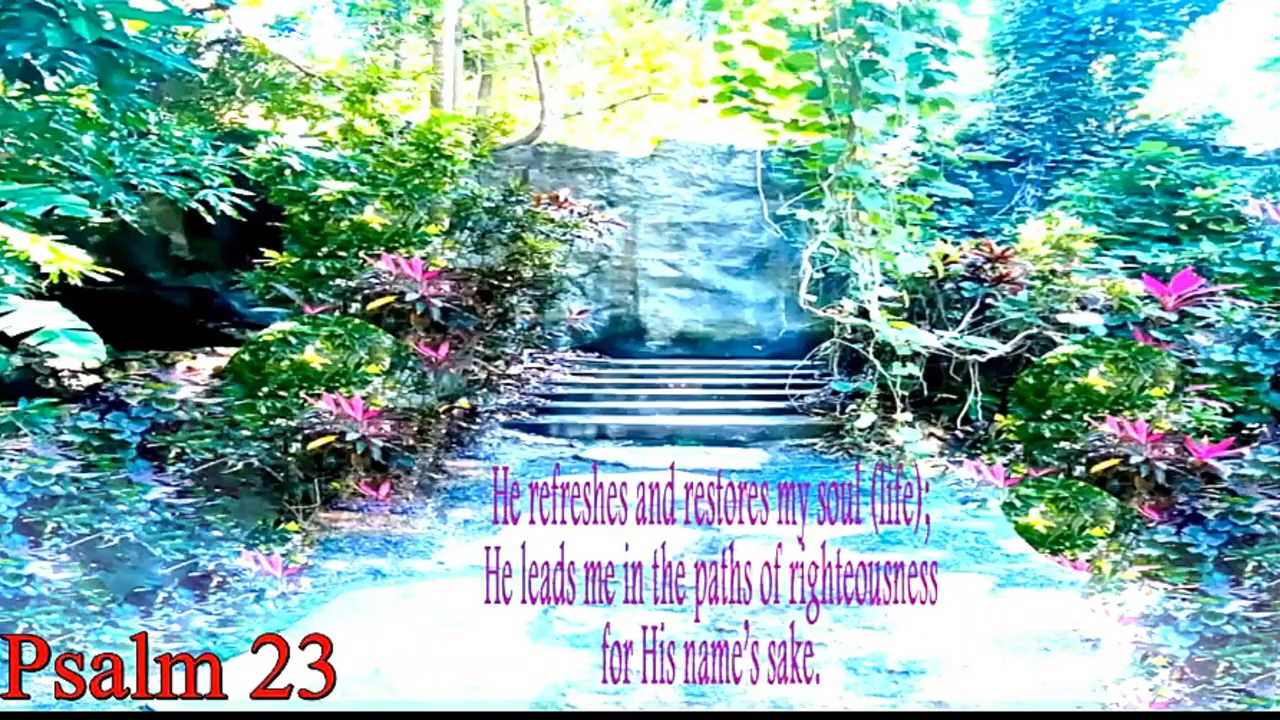 He refreshes and restores my soul (life);
He leads me in the paths of righteousness
for His name's sake.
Psalm 23